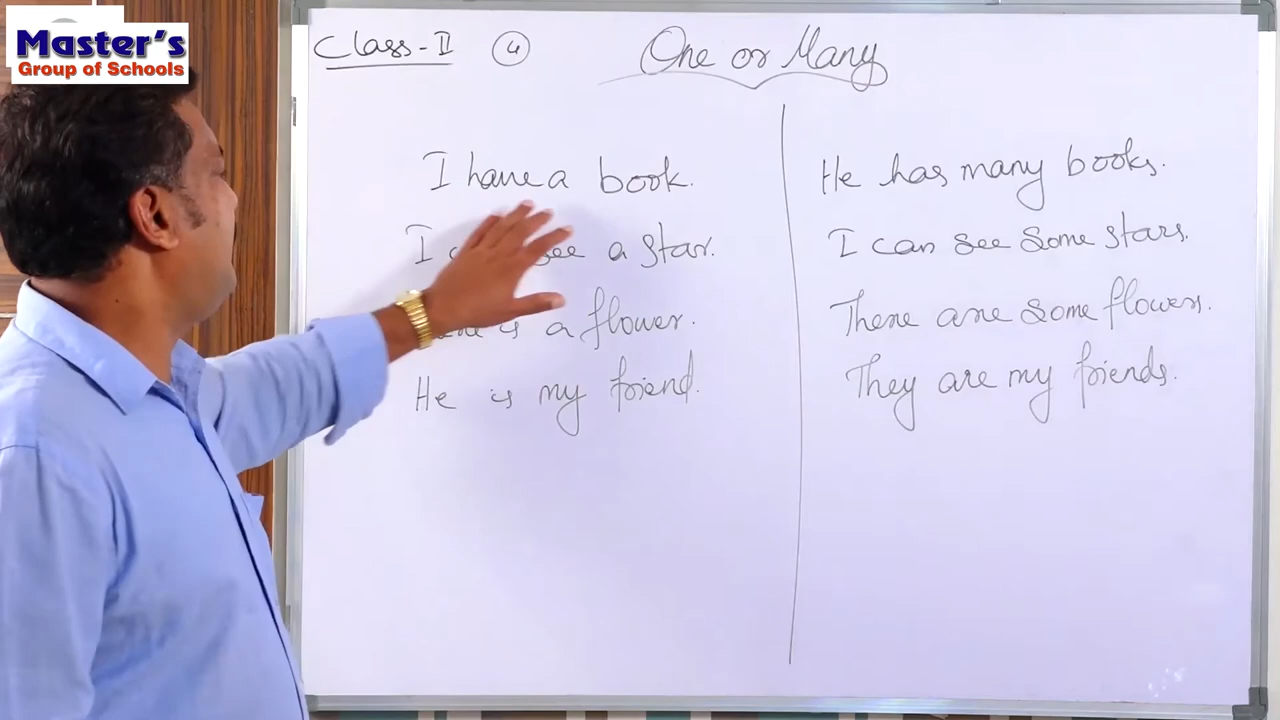 Master's
Group of Schools
Class-II 4 One or Many
I have a book.
I see a star.
is a flower.
He is my friend.
He has many books.
I can see some stars.
There are some flowers.
They are my friends.